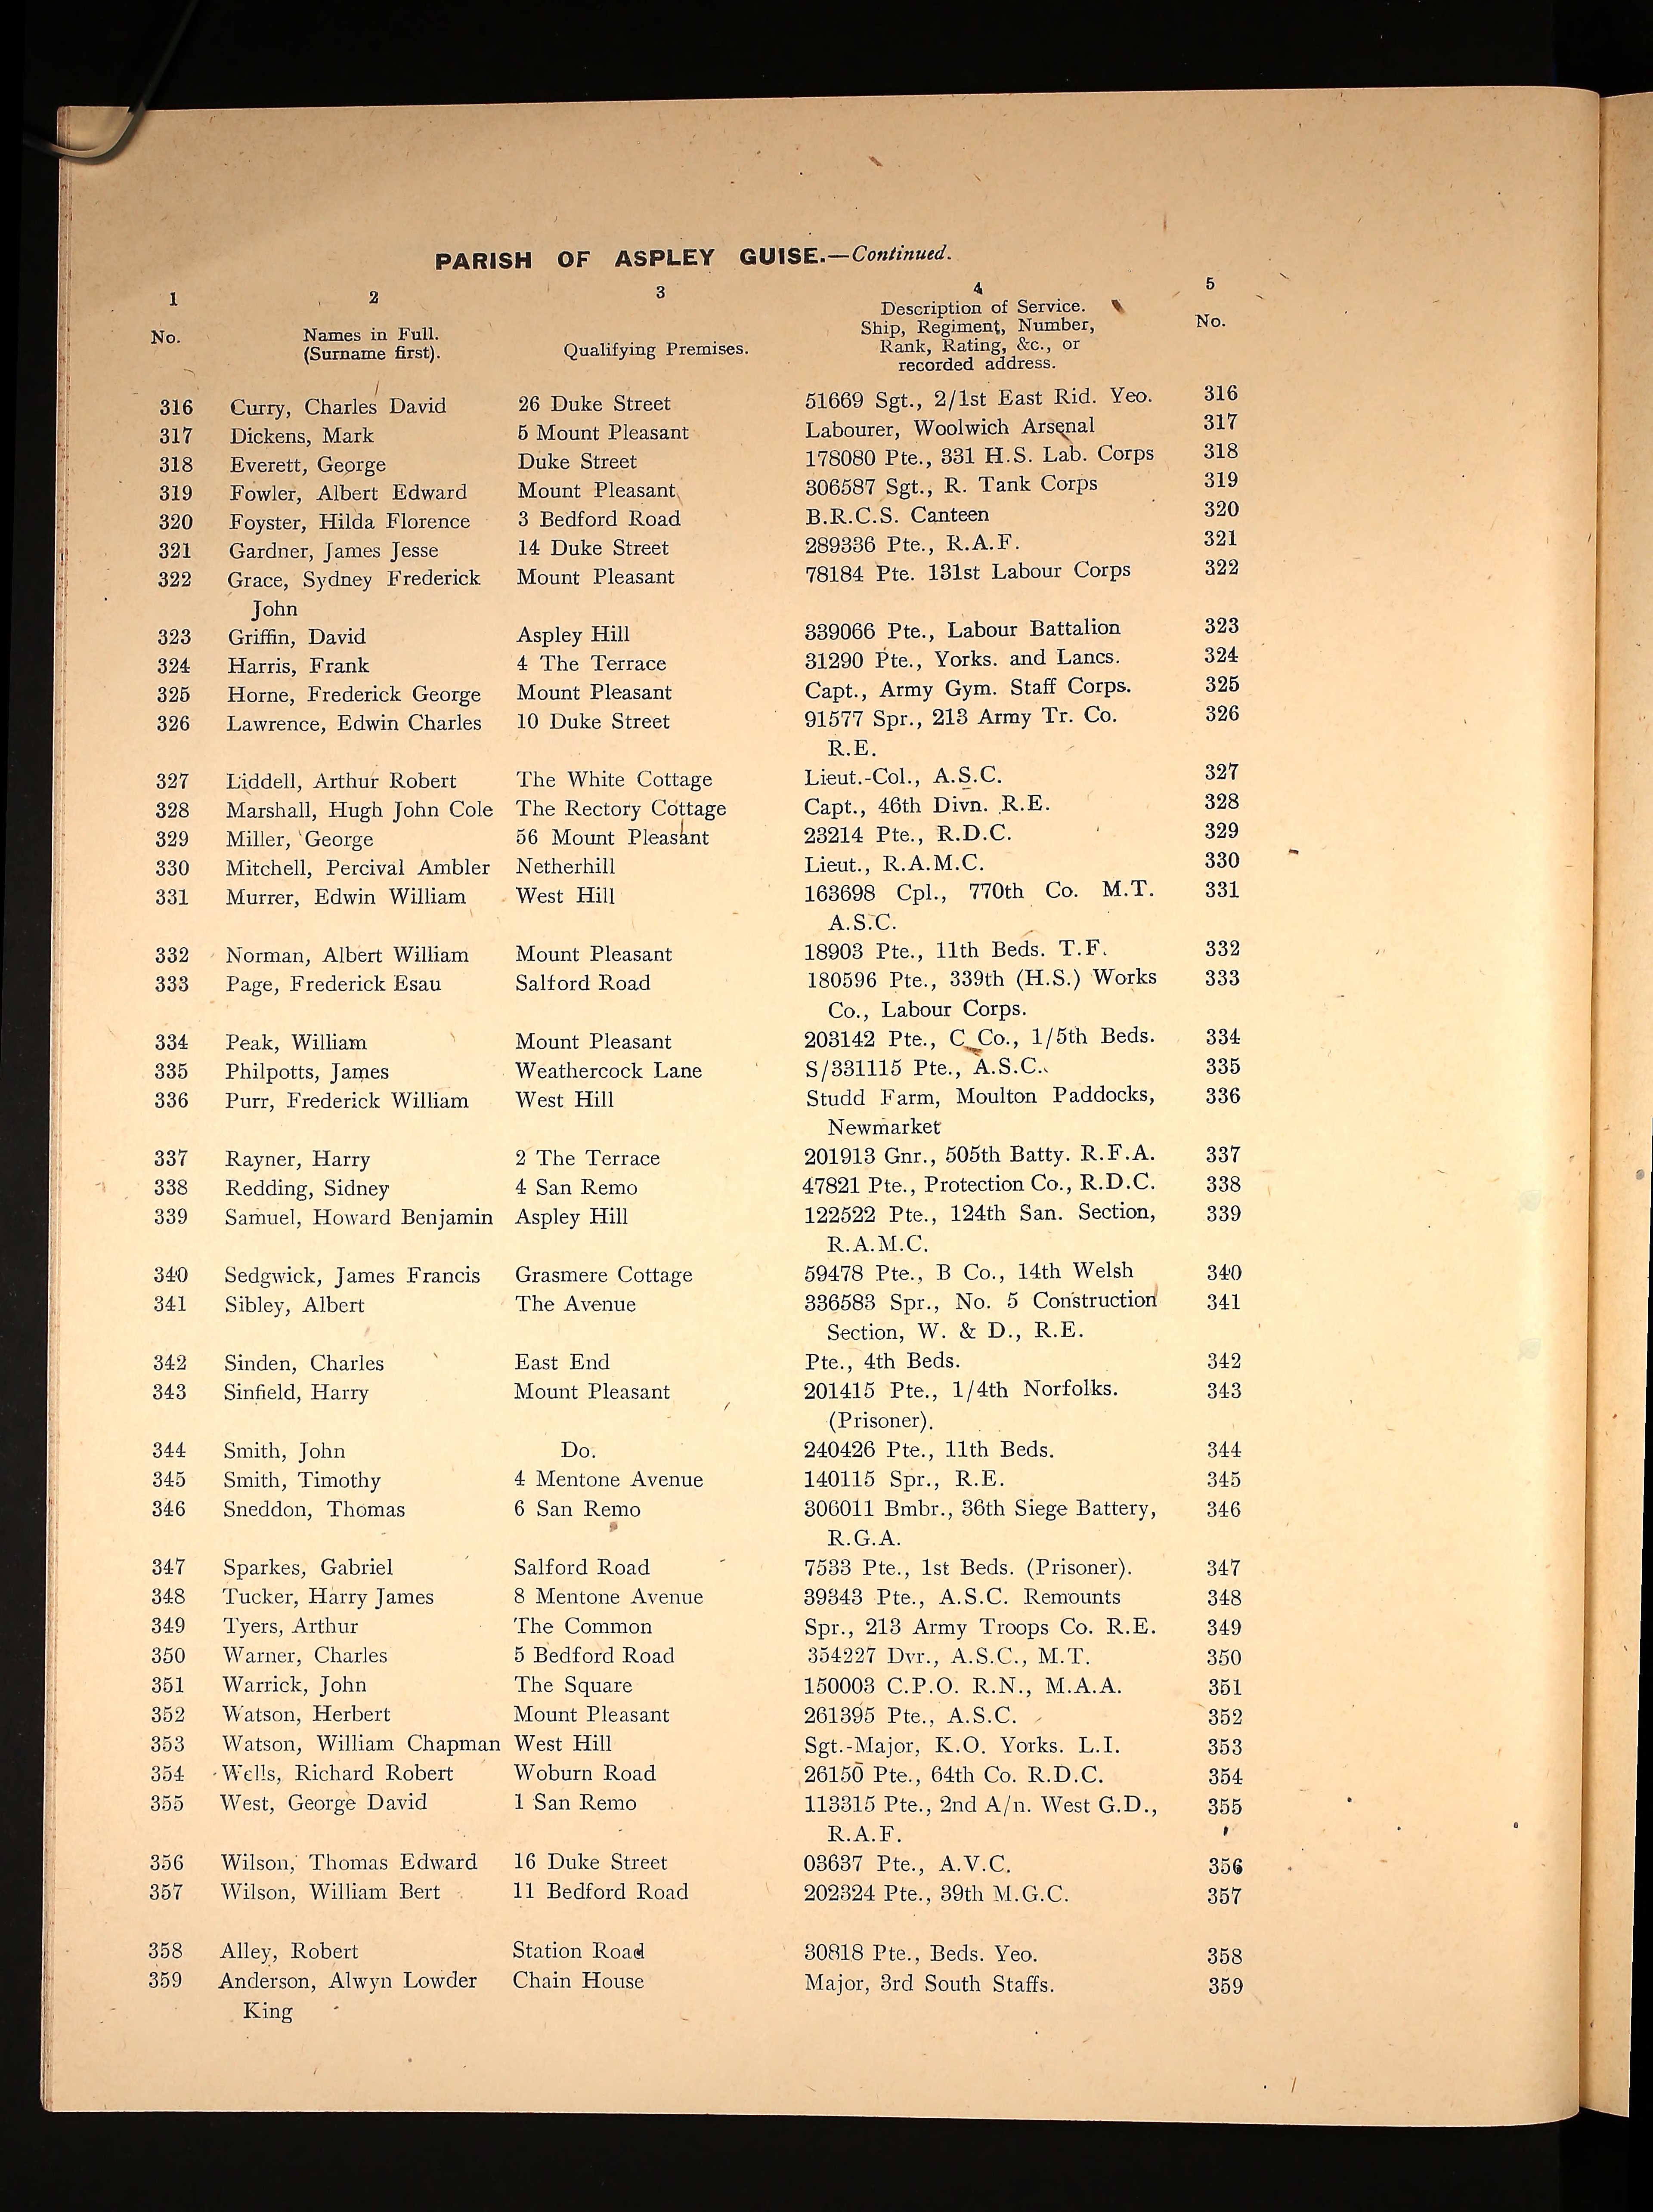 PARISH OF ASPLEY GUISE.—Continued.
1 2 3 4 5
No. Names in Full. (Surname first). Qualifying Premises. Description of Service. Ship, Regiment, Number, Rank, Rating, &c., or recorded address. No.
316 Curry, Charles David 26 Duke Street 51669 Sgt., 2/1st East Rid. Yeo. 316
317 Dickens, Mark 5 Mount Pleasant Labourer, Woolwich Arsenal 317
318 Everett, George Duke Street 178080 Pte., 331 H.S. Lab. Corps 318
319 Fowler, Albert Edward Mount Pleasant 306587 Sgt., R. Tank Corps 319
320 Foyster, Hilda Florence 3 Bedford Road B.R.C.S. Canteen 320
321 Gardner, James Jesse 14 Duke Street 289336 Pte., R.A.F. 321
322 Grace, Sydney Frederick Mount Pleasant 78184 Pte. 131st Labour Corps 322
John
323 Griffin, David Aspley Hill 339066 Pte., Labour Battalion 323
324 Harris, Frank 4 The Terrace 31290 Pte., Yorks. and Lancs. 324
325 Horne, Frederick George Mount Pleasant Capt., Army Gym. Staff Corps. 325
326 Lawrence, Edwin Charles 10 Duke Street 91577 Spr., 213 Army Tr. Co. 326
R.E.
327 Liddell, Arthur Robert The White Cottage Lieut.-Col., A.S.C. 327
328 Marshall, Hugh John Cole The Rectory Cottage Capt., 46th Divn. R.E. 328
329 Miller, George 56 Mount Pleasant 23214 Pte., R.D.C. 329
330 Mitchell, Percival Ambler Netherhill Lieut., R.A.M.C. 330
331 Murrer, Edwin William West Hill 163698 Cpl., 770th Co. M.T. 331
A.S.C.
332 Norman, Albert William Mount Pleasant 18903 Pte., 11th Beds. T.F. 332
333 Page, Frederick Esau Salford Road 180596 Pte., 339th (H.S.) Works 333
Co., Labour Corps.
334 Peak, William Mount Pleasant 203142 Pte., C Co., 1/5th Beds. 334
335 Philpotts, James Weathercock Lane S/331115 Pte., A.S.C. 335
336 Purr, Frederick William West Hill Studd Farm, Moulton Paddocks, 336
Newmarket
337 Rayner, Harry 2 The Terrace 201913 Gnr., 505th Batty. R.F.A. 337
338 Redding, Sidney 4 San Remo 47821 Pte., Protection Co., R.D.C. 338
339 Samuel, Howard Benjamin Aspley Hill 122522 Pte., 124th San. Section, 339
R.A.M.C.
340 Sedgwick, James Francis Grasmere Cottage 59478 Pte., B Co., 14th Welsh 340
341 Sibley, Albert The Avenue 336583 Spr., No. 5 Construction 341
Section, W. & D., R.E.
342 Sinden, Charles East End Pte., 4th Beds. 342
343 Sinfield, Harry Mount Pleasant 201415 Pte., 1/4th Norfolks. 343
(Prisoner).
344 Smith, John Do. 240426 Pte., 11th Beds. 344
345 Smith, Timothy 4 Mentone Avenue 140115 Spr., R.E. 345
346 Sneddon, Thomas 6 San Remo 306011 Bmbr., 36th Siege Battery, 346
R.G.A.
347 Sparkes, Gabriel Salford Road 7533 Pte., 1st Beds. (Prisoner). 347
348 Tucker, Harry James 8 Mentone Avenue 39343 Pte., A.S.C. Remounts 348
349 Tyers, Arthur The Common Spr., 213 Army Troops Co. R.E. 349
350 Warner, Charles 5 Bedford Road 354227 Dvr., A.S.C., M.T. 350
351 Warrick, John The Square 150003 C.P.O. R.N., M.A.A. 351
352 Watson, Herbert Mount Pleasant 261395 Pte., A.S.C. 352
353 Watson, William Chapman West Hill Sgt.-Major, K.O. Yorks. L.I. 353
354 Wells, Richard Robert Woburn Road 26150 Pte., 64th Co. R.D.C. 354
355 West, George David 1 San Remo 113315 Pte., 2nd A/n. West G.D., 355
R.A.F.
356 Wilson, Thomas Edward 16 Duke Street 03637 Pte., A.V.C. 356
357 Wilson, William Bert 11 Bedford Road 202324 Pte., 39th M.G.C. 357
358 Alley, Robert Station Road 30818 Pte., Beds. Yeo. 358
359 Anderson, Alwyn Lowder Chain House Major, 3rd South Staffs. 359
King